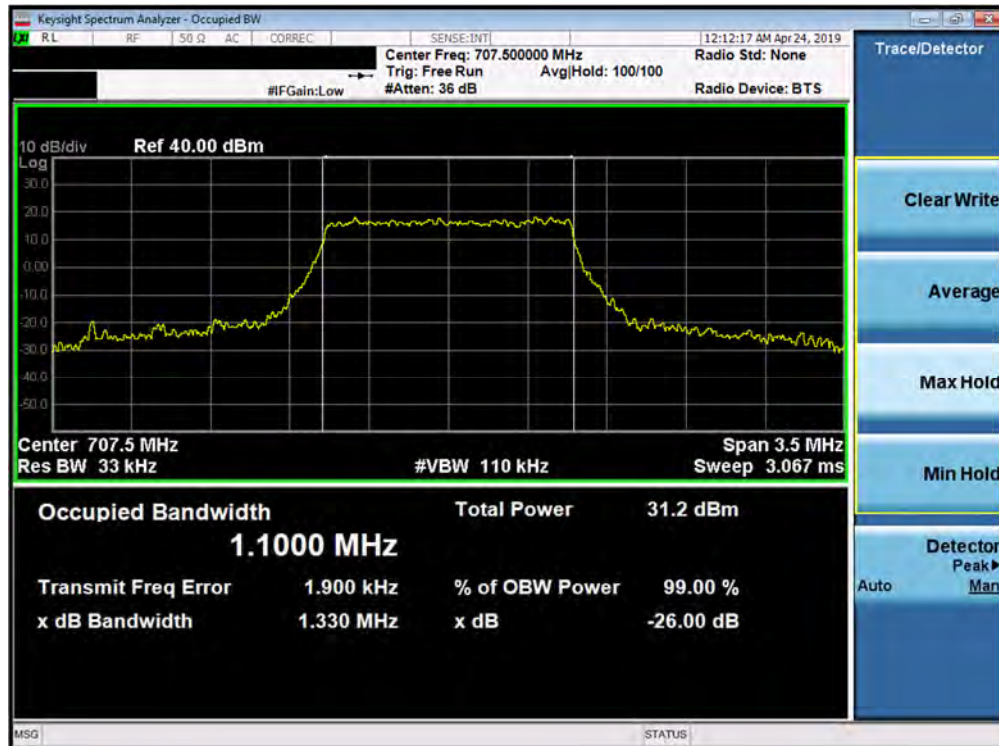 Keysight Spectrum Analyzer - Occupied BW
LXI RL RF 50 Ω AC CORREC SENSE:INT 12:12:17 AM Apr 24, 2019
Center Freq: 707.500000 MHz Radio Std: None
Trig: Free Run Avg|Hold: 100/100
#IFGain:Low #Atten: 36 dB Radio Device: BTS
Trace/Detector
10 dB/div Ref 40.00 dBm
Log
30.0
20.0
10.0
0.00
-10.0
-20.0
-30.0
-40.0
-50.0
Center 707.5 MHz Span 3.5 MHz
Res BW 33 kHz #VBW 110 kHz Sweep 3.067 ms
Occupied Bandwidth Total Power 31.2 dBm
1.1000 MHz
Transmit Freq Error 1.900 kHz % of OBW Power 99.00 %
x dB Bandwidth 1.330 MHz x dB -26.00 dB
Clear Write
Average
Max Hold
Min Hold
Detector
Peak▶
Auto Man
MSG STATUS